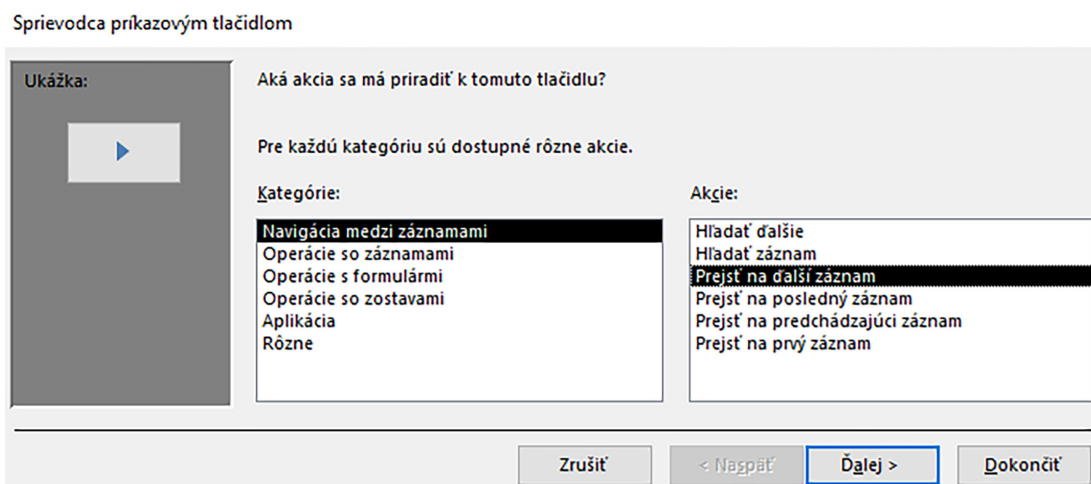 Sprievodca príkazovým tlačidlom
Ukážka:
Aká akcia sa má priradiť k tomuto tlačidlu?
Pre každú kategóriu sú dostupné rôzne akcie.
Kategórie:
Navigácia medzi záznamami
Operácie so záznamami
Operácie s formulármi
Operácie so zostavami
Aplikácia
Rôzne
Akcie:
Hľadať ďalšie
Hľadať záznam
Prejsť na ďalší záznam
Prejsť na posledný záznam
Prejsť na predchádzajúci záznam
Prejsť na prvý záznam
Zrušiť
< Naspäť
Ďalej >
Dokončiť